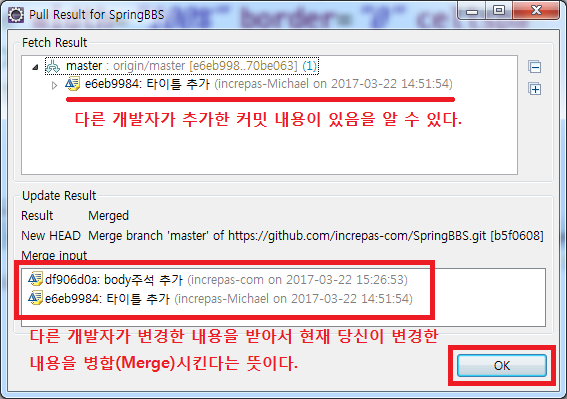 Pull Result for SpringBBS
Fetch Result
master : origin/master [e6eb998..70be063] (1)
e6eb9984: 타이틀 추가 (increpas-Michael on 2017-03-22 14:51:54)
다른 개발자가 추가한 커밋 내용이 있음을 알 수 있다.
Update Result
Result Merged
New HEAD Merge branch 'master' of https://github.com/increpas-com/SpringBBS.git [b5f0608]
Merge input
df906d0a: body주석 추가 (increpas-com on 2017-03-22 15:26:53)
e6eb9984: 타이틀 추가 (increpas-Michael on 2017-03-22 14:51:54)
다른 개발자가 변경한 내용을 받아서 현재 당신이 변경한
내용을 병합(Merge)시킨다는 뜻이다.
OK